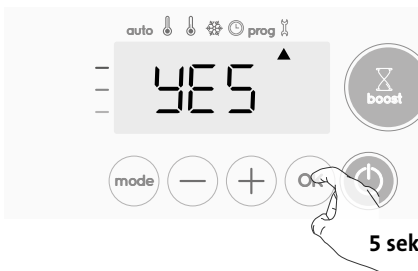 auto prog
YES
boost
mode − + OK
5 sek